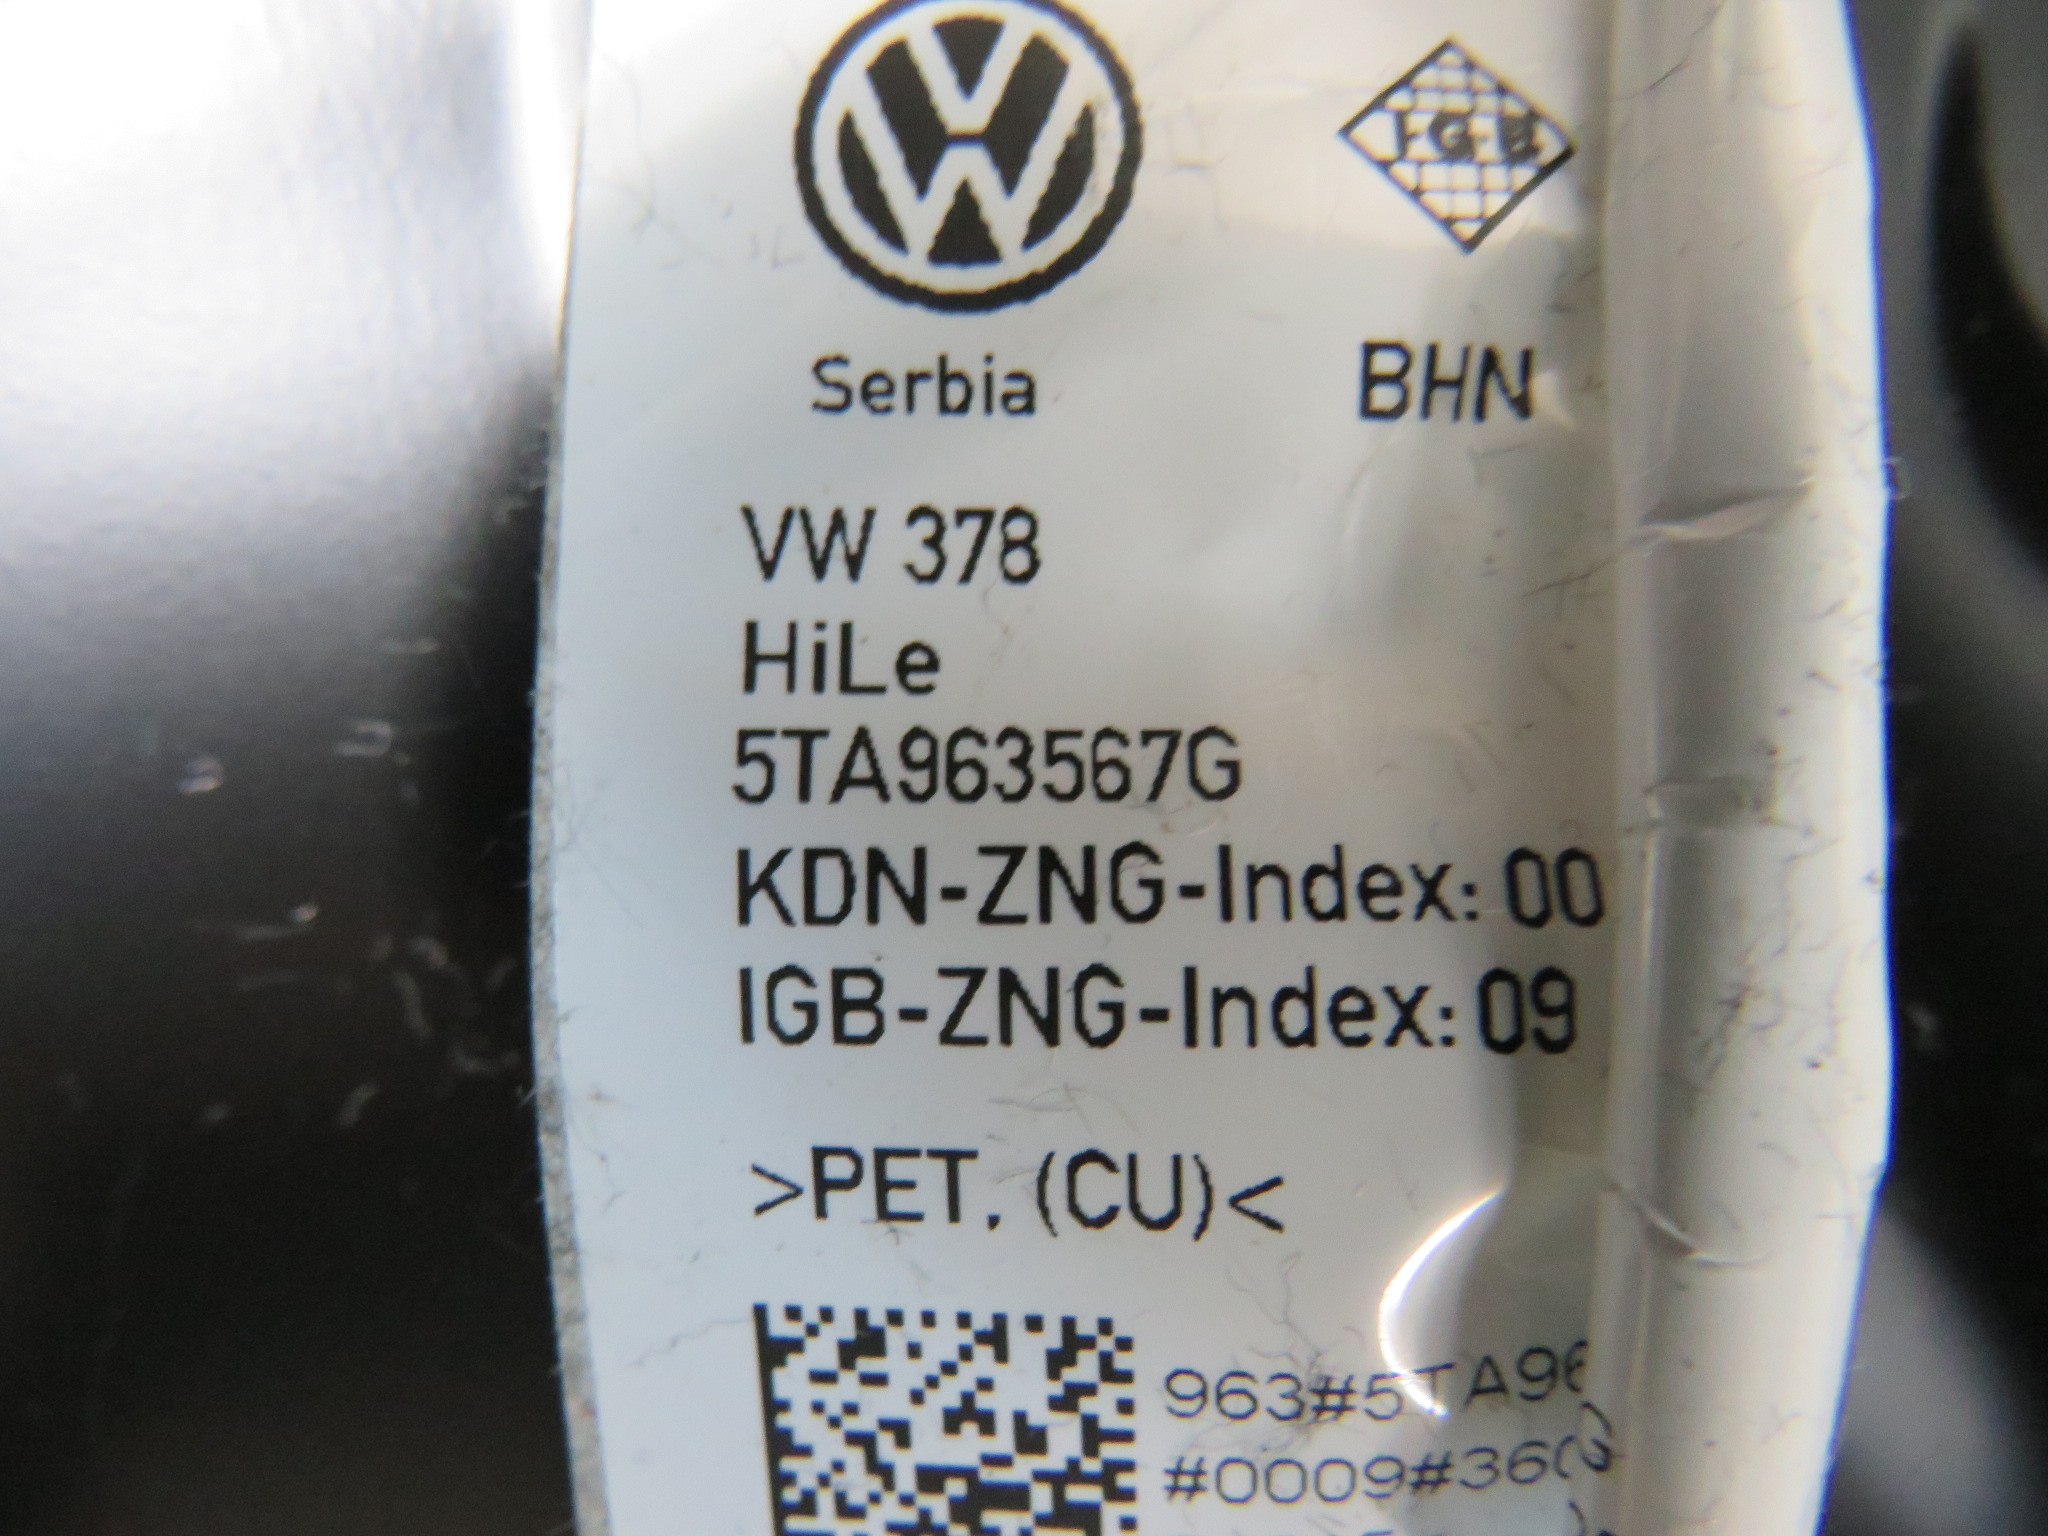 I.G.B.
Serbia BHN
VW 378
HiLe
5TA963567G
KDN-ZNG-Index: 00
IGB-ZNG-Index: 09
>PET. (CU)<
963#5TA96
#0009#36